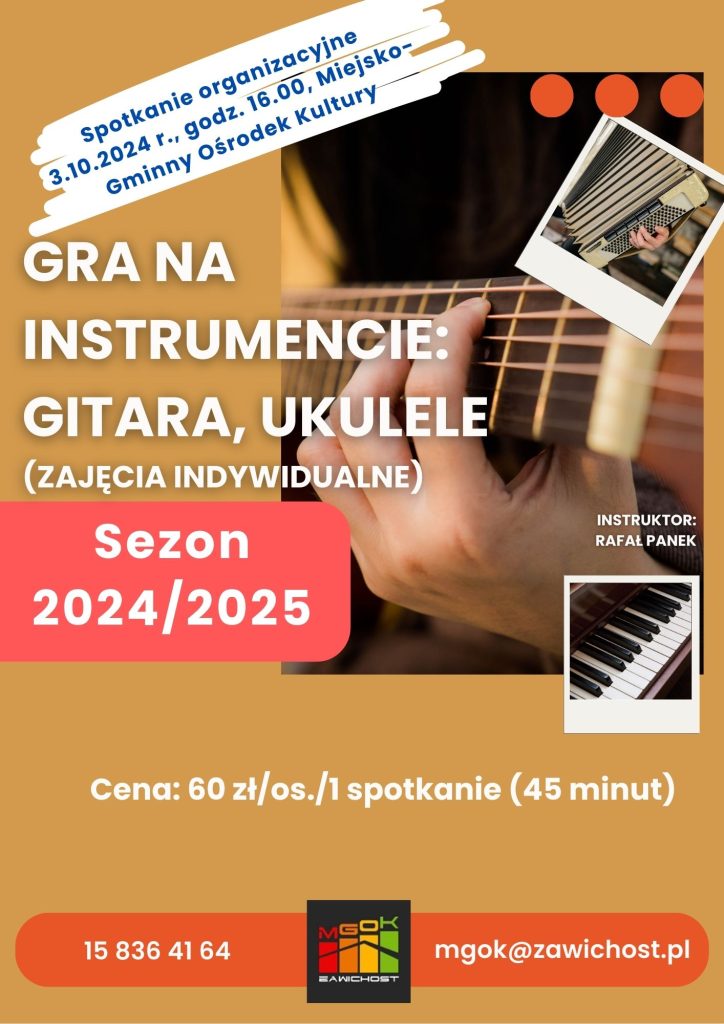 Spotkanie organizacyjne
3.10.2024 r., godz. 16.00, Miejsko-
Gminny Ośrodek Kultury
GRA NA
INSTRUMENCIE:
GITARA, UKULELE
(ZAJĘCIA INDYWIDUALNE)
Sezon
2024/2025
INSTRUKTOR:
RAFAŁ PANEK
Cena: 60 zł/os./1 spotkanie (45 minut)
15 836 41 64
MGOK
ZAWICHOST
mgok@zawichost.pl